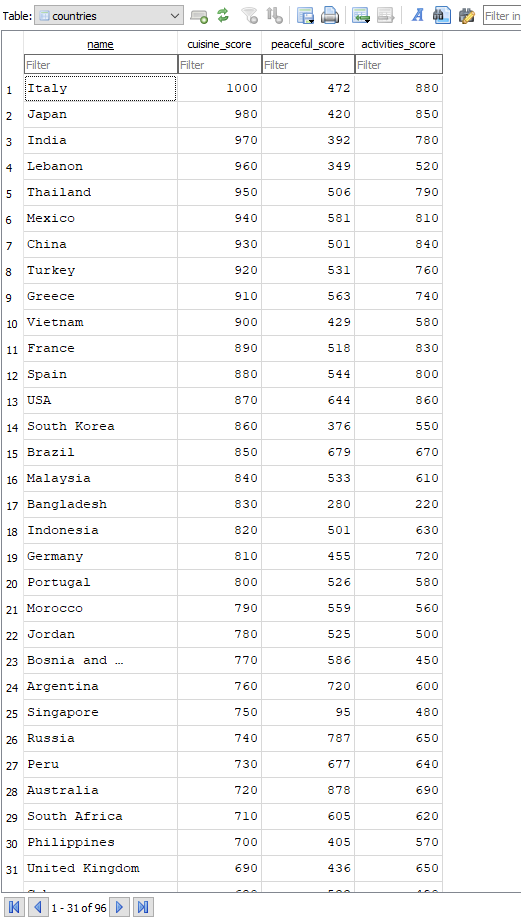 Table: countries Filter in
name cuisine_score peaceful_score activities_score
Filter Filter Filter Filter
1 Italy 1000 472 880
2 Japan 980 420 850
3 India 970 392 780
4 Lebanon 960 349 520
5 Thailand 950 506 790
6 Mexico 940 581 810
7 China 930 501 840
8 Turkey 920 531 760
9 Greece 910 563 740
10 Vietnam 900 429 580
11 France 890 518 830
12 Spain 880 544 800
13 USA 870 644 860
14 South Korea 860 376 550
15 Brazil 850 679 670
16 Malaysia 840 533 610
17 Bangladesh 830 280 220
18 Indonesia 820 501 630
19 Germany 810 455 720
20 Portugal 800 526 580
21 Morocco 790 559 560
22 Jordan 780 525 500
23 Bosnia and … 770 586 450
24 Argentina 760 720 600
25 Singapore 750 95 480
26 Russia 740 787 650
27 Peru 730 677 640
28 Australia 720 878 690
29 South Africa 710 605 620
30 Philippines 700 405 570
31 United Kingdom 690 436 650
1 - 31 of 96